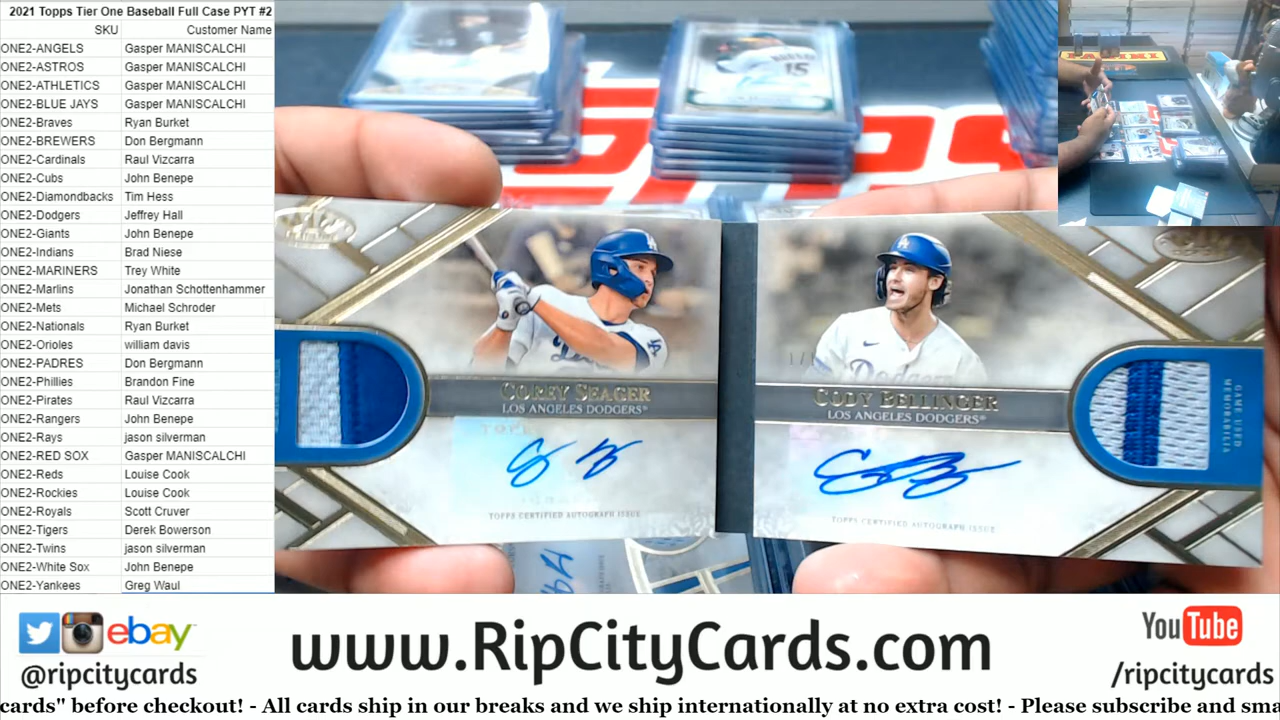 2021 Topps Tier One Baseball Full Case PYT #2
SKU Customer Name
ONE2-ANGELS Gasper MANISCALCHI
ONE2-ASTROS Gasper MANISCALCHI
ONE2-ATHLETICS Gasper MANISCALCHI
ONE2-BLUE JAYS Gasper MANISCALCHI
ONE2-Braves Ryan Burket
ONE2-BREWERS Don Bergmann
ONE2-Cardinals Raul Vizcarra
ONE2-Cubs John Benepe
ONE2-Diamondbacks Tim Hess
ONE2-Dodgers Jeffrey Hall
ONE2-Giants John Benepe
ONE2-Indians Brad Niese
ONE2-MARINERS Trey White
ONE2-Marlins Jonathan Schottenhammer
ONE2-Mets Michael Schroder
ONE2-Nationals Ryan Burket
ONE2-Orioles william davis
ONE2-PADRES Don Bergmann
ONE2-Phillies Brandon Fine
ONE2-Pirates Raul Vizcarra
ONE2-Rangers John Benepe
ONE2-Rays jason silverman
ONE2-RED SOX Gasper MANISCALCHI
ONE2-Reds Louise Cook
ONE2-Rockies Louise Cook
ONE2-Royals Scott Cruver
ONE2-Tigers Derek Bowerson
ONE2-Twins jason silverman
ONE2-White Sox John Benepe
ONE2-Yankees Greg Waul
15
PANINI
COREY SEAGER
LOS ANGELES DODGERS®
TOPPS CERTIFIED AUTOGRAPH ISSUE
Dodgers
CODY BELLINGER
LOS ANGELES DODGERS®
TOPPS CERTIFIED AUTOGRAPH ISSUE
GAME USED
MEMORABILIA
ebay
@ripcitycards
www.RipCityCards.com
YouTube
/ripcitycards
cards" before checkout! - All cards ship in our breaks and we ship internationally at no extra cost! - Please subscribe and sma